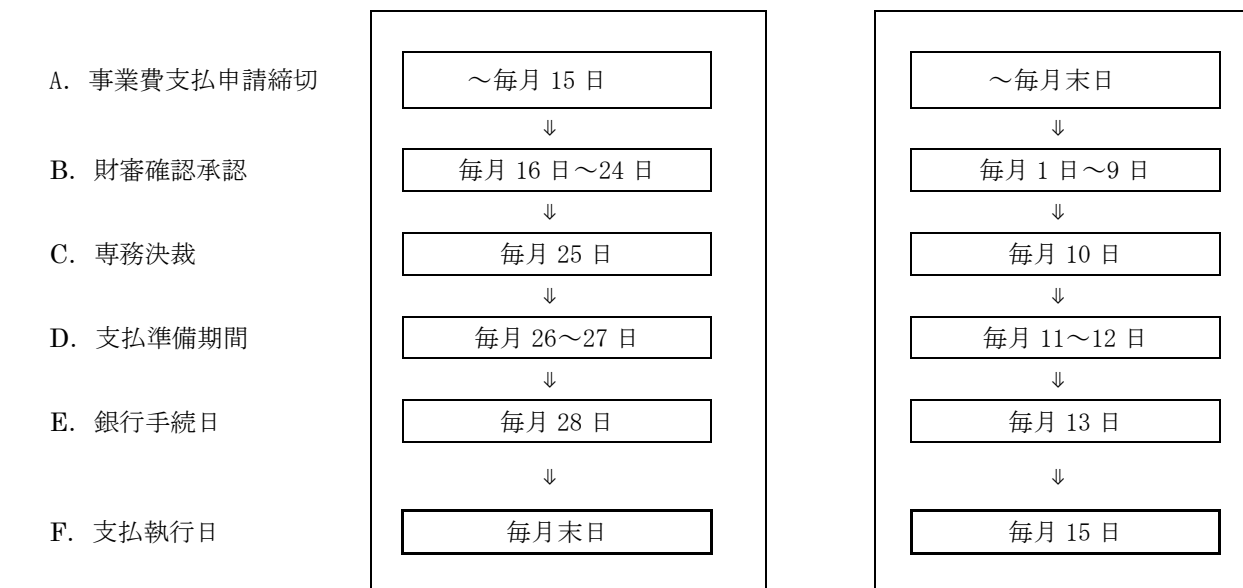 A. 事業費支払申請締切 ～毎月 15 日 ～毎月末日
⇓ ⇓
B. 財審確認承認 毎月 16 日～24 日 毎月 1 日～9 日
⇓ ⇓
C. 専務決裁 毎月 25 日 毎月 10 日
⇓ ⇓
D. 支払準備期間 毎月 26～27 日 毎月 11～12 日
⇓ ⇓
E. 銀行手続日 毎月 28 日 毎月 13 日
⇓ ⇓
F. 支払執行日 毎月末日 毎月 15 日